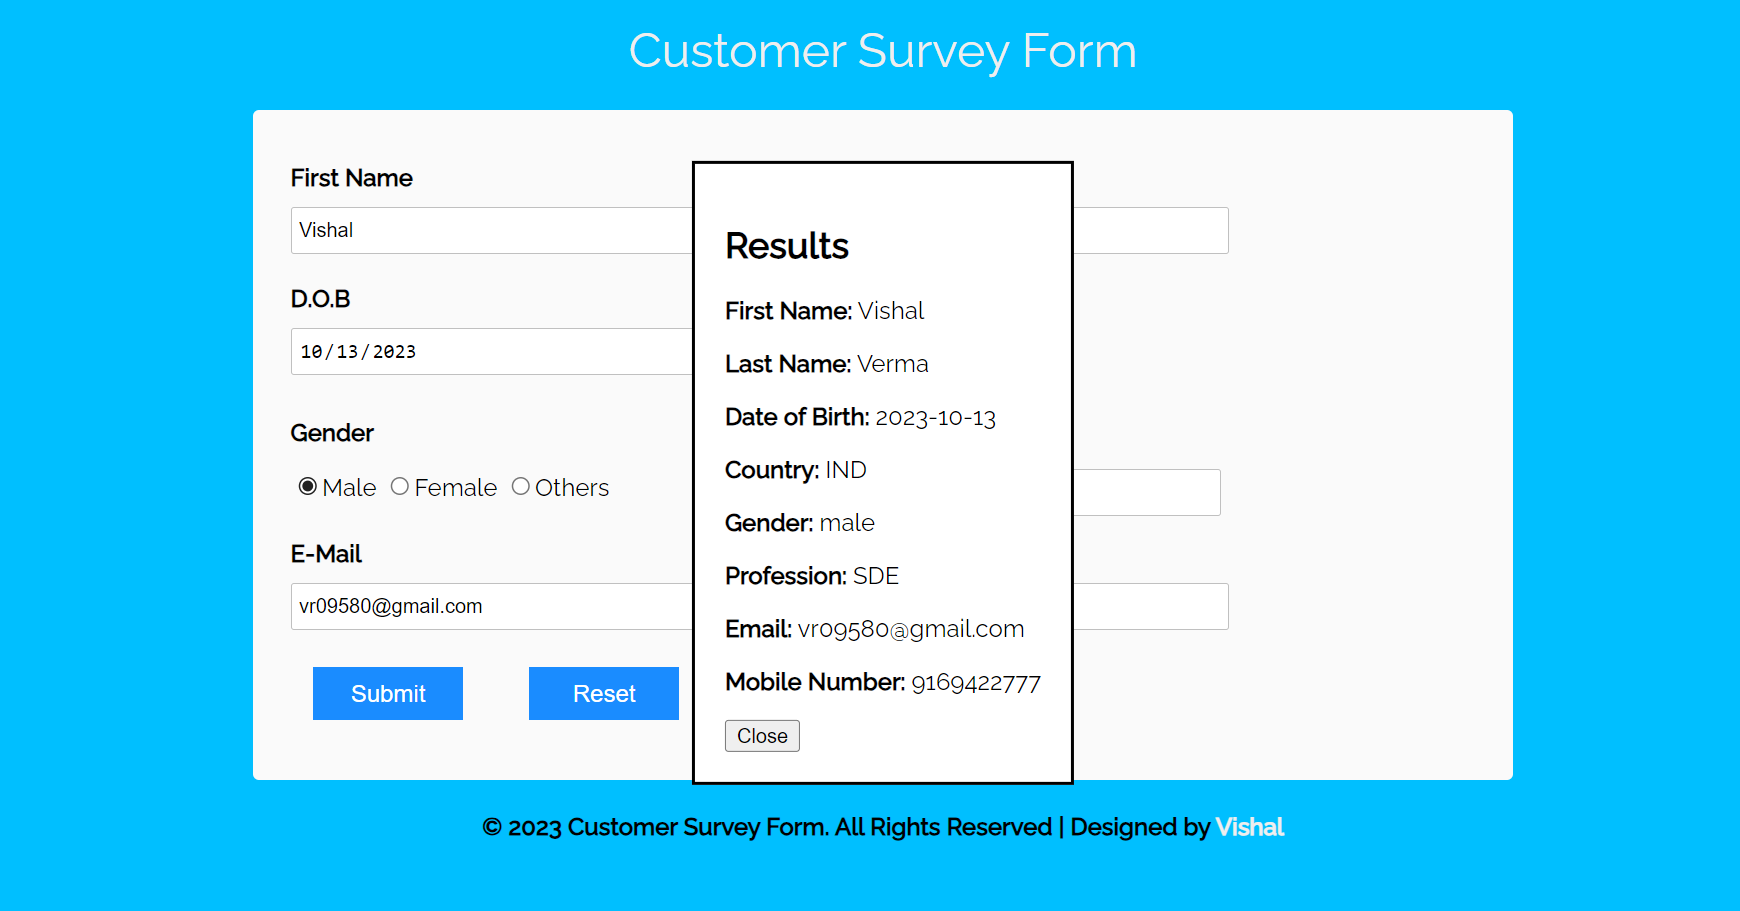 Customer Survey Form
First Name
Vishal
D.O.B
10/13/2023
Gender
Male Female Others
E-Mail
vr09580@gmail.com
Submit Reset
Results
First Name: Vishal
Last Name: Verma
Date of Birth: 2023-10-13
Country: IND
Gender: male
Profession: SDE
Email: vr09580@gmail.com
Mobile Number: 9169422777
Close
© 2023 Customer Survey Form. All Rights Reserved | Designed by Vishal